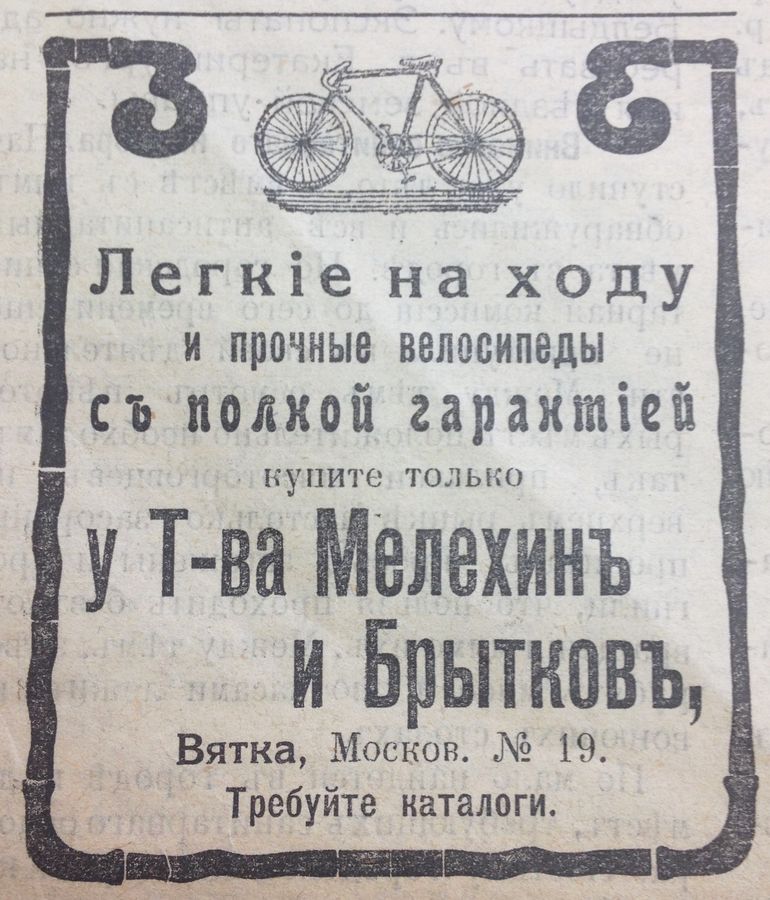 Легкіе на ходу
и прочные велосипеды
съ полной гарантіей
купите только
у Т-ва Мелехинъ
и Брытковъ,
Вятка, Москов. № 19.
Требуйте каталоги.